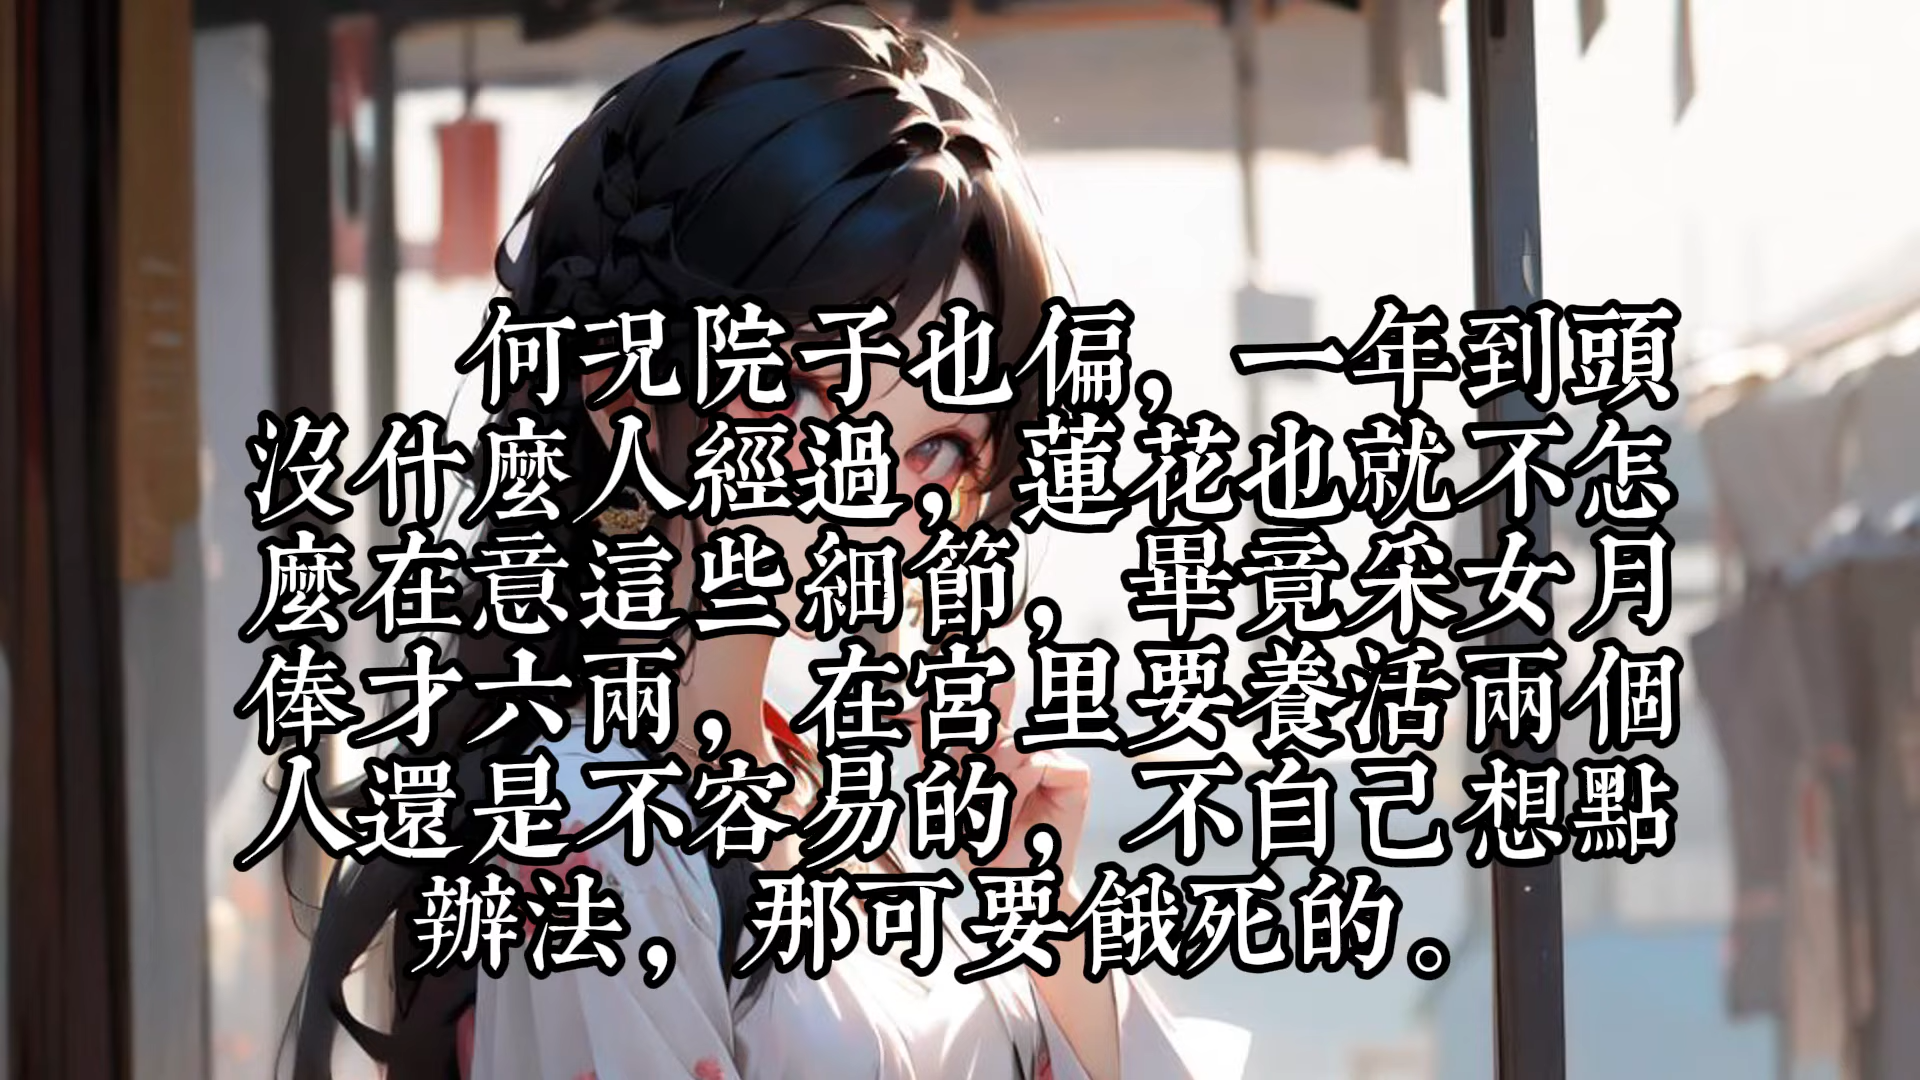 何況院子也偏，一年到頭
沒什麼人經過，蓮花也就不怎
麼在意這些細節，畢竟采女月
俸才六兩，在宮里要養活兩個
人還是不容易的，不自己想點
辦法，那可要餓死的。